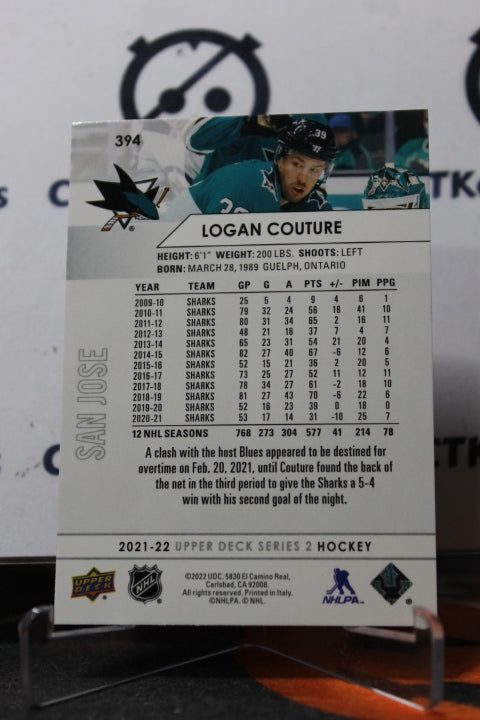 394
39
LOGAN COUTURE
HEIGHT: 6'1" WEIGHT: 200 LBS. SHOOTS: LEFT
BORN: MARCH 28, 1989 GUELPH, ONTARIO
YEAR TEAM GP G A PTS +/- PIM PPG
2009-10 SHARKS 25 5 4 9 4 6 1
2010-11 SHARKS 79 32 24 56 18 41 10
2011-12 SHARKS 80 31 34 65 2 16 11
2012-13 SHARKS 48 21 16 37 7 4 7
2013-14 SHARKS 65 23 31 54 21 20 4
2014-15 SHARKS 82 27 40 67 -6 12 6
2015-16 SHARKS 52 15 21 36 2 20 5
2016-17 SHARKS 73 25 27 52 11 12 11
2017-18 SHARKS 78 34 27 61 -2 18 10
2018-19 SHARKS 81 27 43 70 -6 22 6
2019-20 SHARKS 52 16 23 39 0 18 0
2020-21 SHARKS 53 17 14 31 -10 25 7
12 NHL SEASONS 768 273 304 577 41 214 78
SAN JOSE
A clash with the host Blues appeared to be destined for
overtime on Feb. 20, 2021, until Couture found the back of
the net in the third period to give the Sharks a 5-4
win with his second goal of the night.
2021-22 UPPER DECK SERIES 2 HOCKEY
UPPER DECK
NHL
©2022 UDC. 5830 El Camino Real,
Carlsbad, CA 92008.
All rights reserved. Printed in Italy.
©NHLPA. © NHL.
NHLPA